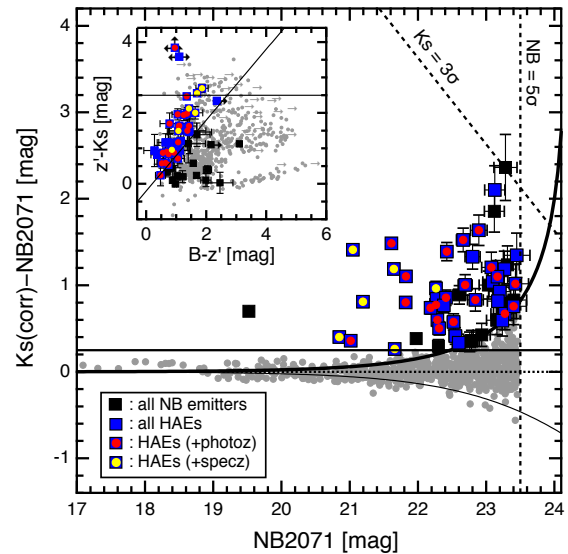 4
3
2
1
0
-1
Ks(corr)−NB2071 [mag]
17 18 19 20 21 22 23 24
NB2071 [mag]
Ks = 3σ
NB = 5σ
4
2
0
z'-Ks [mag]
0 2 4 6
B-z' [mag]
: all NB emitters
: all HAEs
: HAEs (+photoz)
: HAEs (+specz)